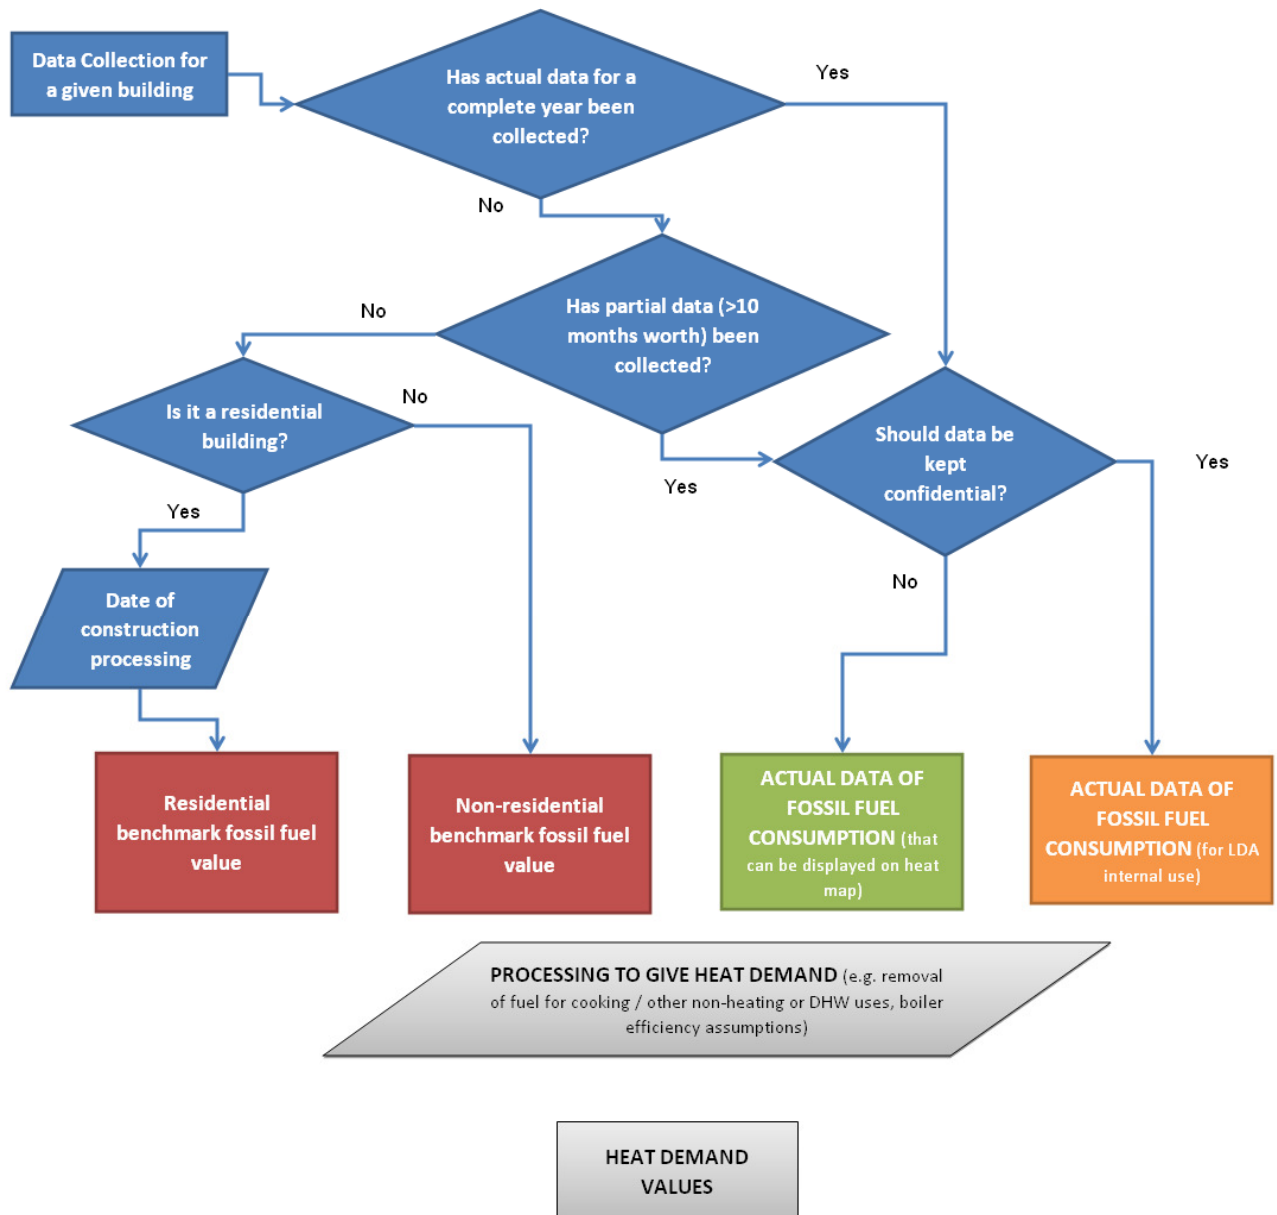 Data Collection for
a given building
Has actual data for a
complete year been
collected?
Yes
No
Has partial data (>10
months worth) been
collected?
No
Is it a residential
building?
No
Should data be
kept
confidential?
Yes
Yes
Yes
No
Date of
construction
processing
Residential
benchmark fossil fuel
value
Non-residential
benchmark fossil fuel
value
ACTUAL DATA OF
FOSSIL FUEL
CONSUMPTION (that
can be displayed on heat
map)
ACTUAL DATA OF
FOSSIL FUEL
CONSUMPTION (for LDA
internal use)
PROCESSING TO GIVE HEAT DEMAND (e.g. removal
of fuel for cooking / other non-heating or DHW uses, boiler
efficiency assumptions)
HEAT DEMAND
VALUES